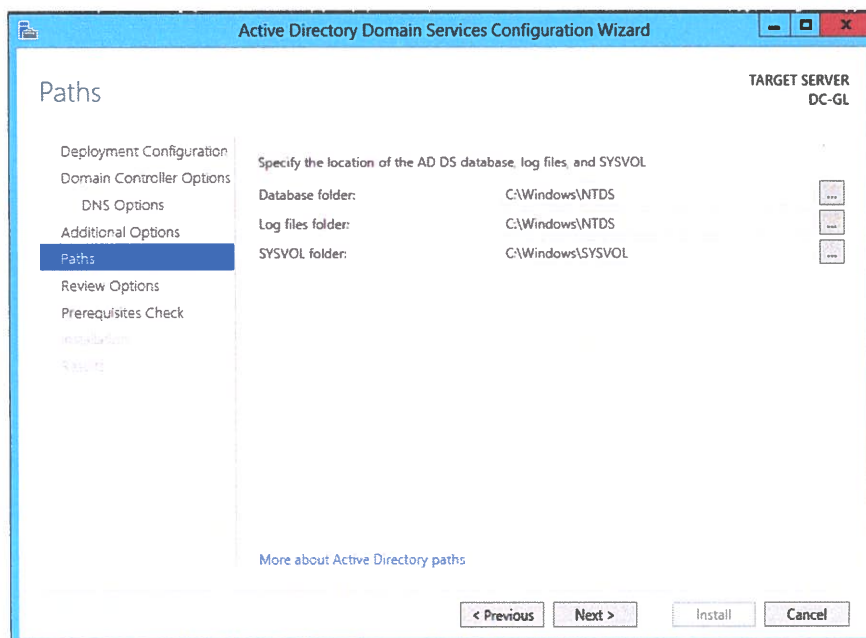 Active Directory Domain Services Configuration Wizard
Paths
TARGET SERVER
DC-GL
Deployment Configuration
Domain Controller Options
DNS Options
Additional Options
Paths
Review Options
Prerequisites Check
Installation
Results
Specify the location of the AD DS database, log files, and SYSVOL
Database folder: C:\Windows\NTDS ...
Log files folder: C:\Windows\NTDS ...
SYSVOL folder: C:\Windows\SYSVOL ...
More about Active Directory paths
< Previous Next > Install Cancel